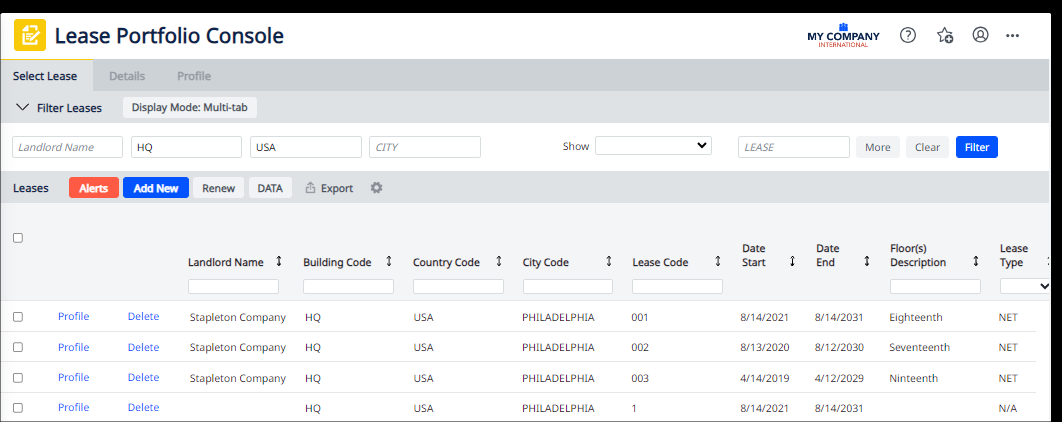 Lease Portfolio Console
MY COMPANY
INTERNATIONAL
Select Lease Details Profile
Filter Leases Display Mode: Multi-tab
Landlord Name HQ USA CITY Show LEASE More Clear Filter
Leases Alerts Add New Renew DATA Export
Landlord Name Building Code Country Code City Code Lease Code Date Start Date End Floor(s) Description Lease Type
Profile Delete Stapleton Company HQ USA PHILADELPHIA 001 8/14/2021 8/14/2031 Eighteenth NET
Profile Delete Stapleton Company HQ USA PHILADELPHIA 002 8/13/2020 8/12/2030 Seventeenth NET
Profile Delete Stapleton Company HQ USA PHILADELPHIA 003 4/14/2019 4/12/2029 Ninteenth NET
Profile Delete HQ USA PHILADELPHIA 1 8/14/2021 8/14/2031 N/A